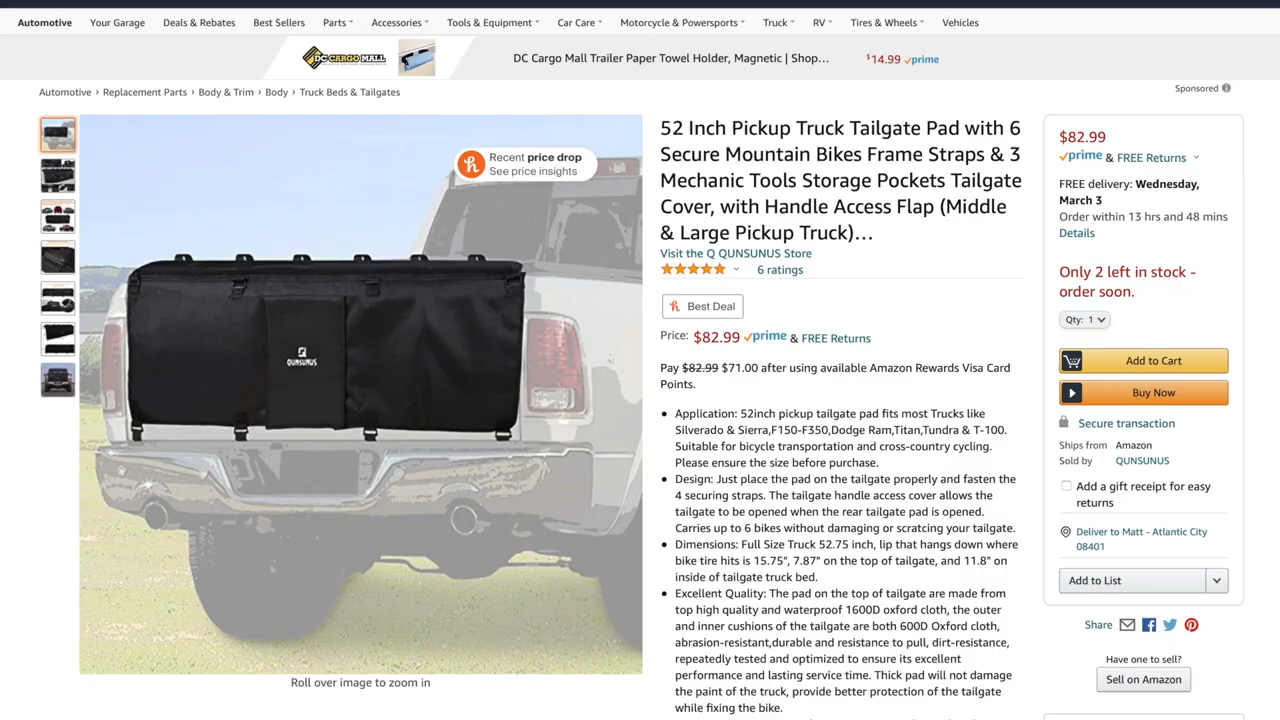 Automotive Your Garage Deals & Rebates Best Sellers Parts Accessories Tools & Equipment Car Care Motorcycle & Powersports Truck RV Tires & Wheels Vehicles
DC CARGO MALL
DC Cargo Mall Trailer Paper Towel Holder, Magnetic | Shop… $14.99 prime
Automotive › Replacement Parts › Body & Trim › Body › Truck Beds & Tailgates
Sponsored
Recent price drop
See price insights
QUNSUNUS
Roll over image to zoom in
52 Inch Pickup Truck Tailgate Pad with 6
Secure Mountain Bikes Frame Straps & 3
Mechanic Tools Storage Pockets Tailgate
Cover, with Handle Access Flap (Middle
& Large Pickup Truck)…
Visit the Q QUNSUNUS Store
6 ratings
Best Deal
Price: $82.99 prime & FREE Returns
Pay $82.99 $71.00 after using available Amazon Rewards Visa Card
Points.
Application: 52inch pickup tailgate pad fits most Trucks like
Silverado & Sierra,F150-F350,Dodge Ram,Titan,Tundra & T-100.
Suitable for bicycle transportation and cross-country cycling.
Please ensure the size before purchase.
Design: Just place the pad on the tailgate properly and fasten the
4 securing straps. The tailgate handle access cover allows the
tailgate to be opened when the rear tailgate pad is opened.
Carries up to 6 bikes without damaging or scratcing your tailgate.
Dimensions: Full Size Truck 52.75 inch, lip that hangs down where
bike tire hits is 15.75", 7.87" on the top of tailgate, and 11.8" on
inside of tailgate truck bed.
Excellent Quality: The pad on the top of tailgate are made from
top high quality and waterproof 1600D oxford cloth, the outer
and inner cushions of the tailgate are both 600D Oxford cloth,
abrasion-resistant,durable and resistance to pull, dirt-resistance,
repeatedly tested and optimized to ensure its excellent
performance and lasting service time. Thick pad will not damage
the paint of the truck, provide better protection of the tailgate
while fixing the bike.
$82.99
prime & FREE Returns
FREE delivery: Wednesday,
March 3
Order within 13 hrs and 48 mins
Details
Only 2 left in stock -
order soon.
Qty: 1
Add to Cart
Buy Now
Secure transaction
Ships from Amazon
Sold by QUNSUNUS
Add a gift receipt for easy
returns
Deliver to Matt - Atlantic City
08401
Add to List
Share
Have one to sell?
Sell on Amazon